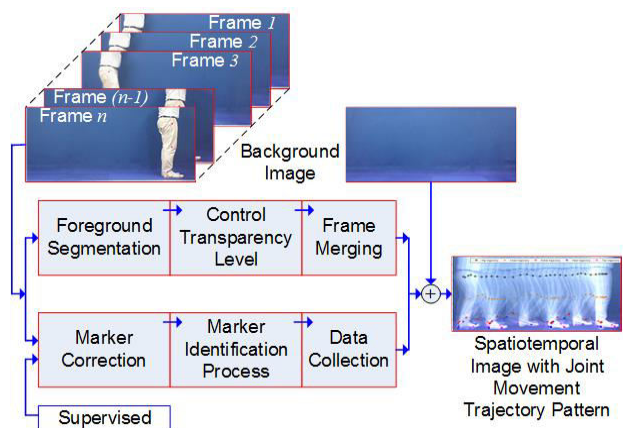 Frame 1
Frame 2
Frame 3
Frame (n-1)
Frame n
Background
Image
Foreground
Segmentation
Control
Transparency
Level
Frame
Merging
Marker
Correction
Marker
Identification
Process
Data
Collection
Supervised
+
Spatiotemporal
Image with Joint
Movement
Trajectory Pattern